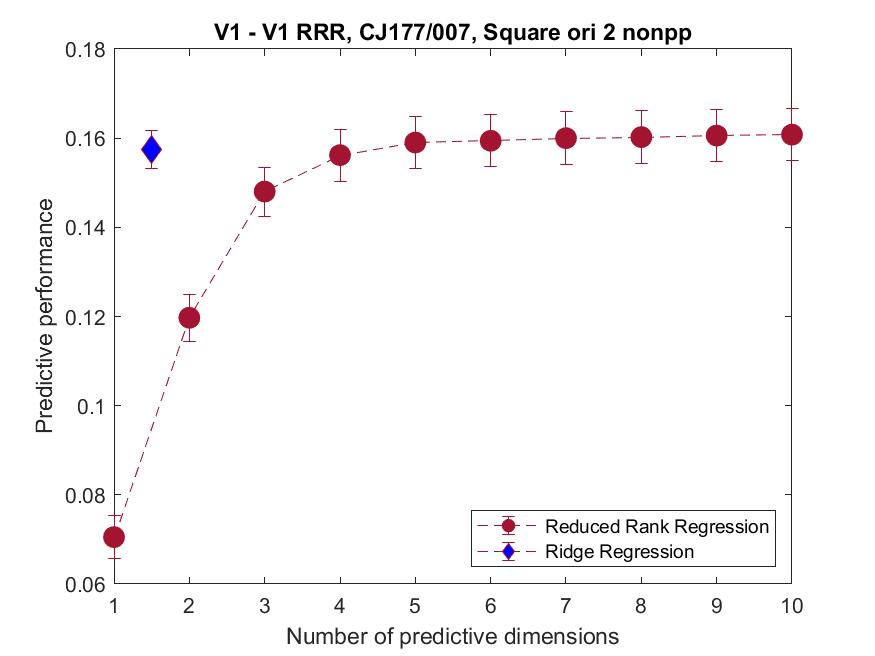 V1 - V1 RRR, CJ177/007, Square ori 2 nonpp
Predictive performance
0.18
0.16
0.14
0.12
0.1
0.08
0.06
1 2 3 4 5 6 7 8 9 10
Number of predictive dimensions
Reduced Rank Regression
Ridge Regression